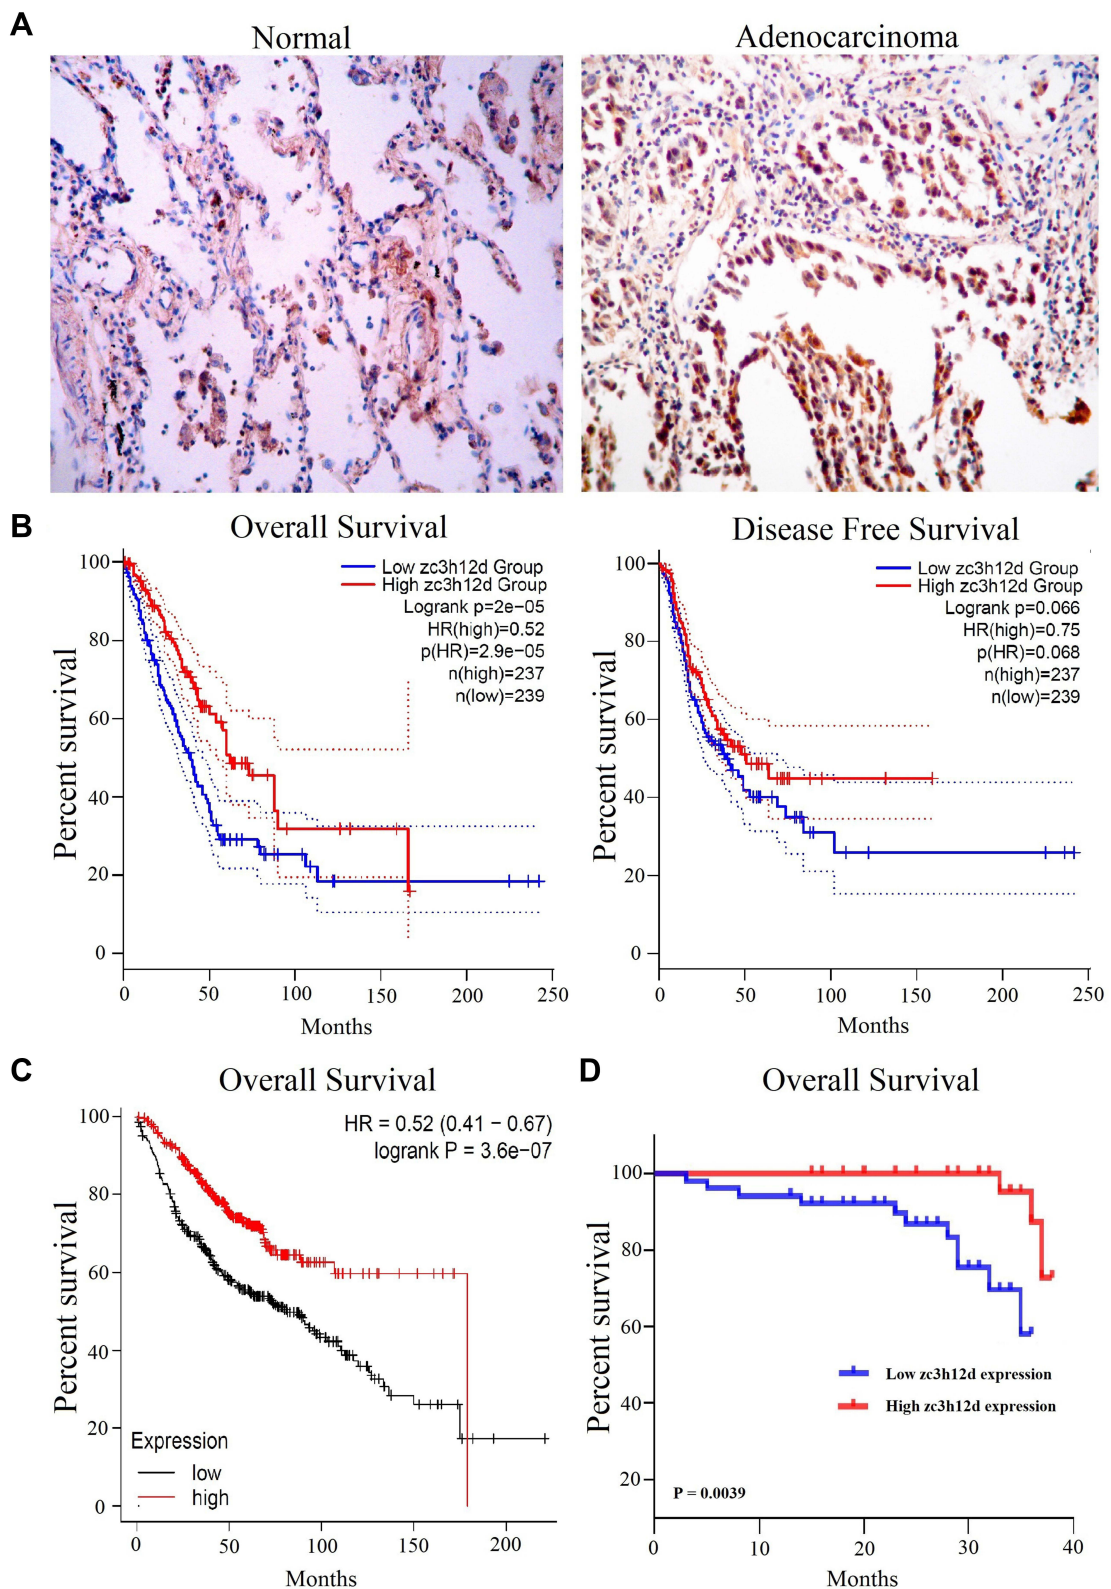 A
Normal
Adenocarcinoma
B
Overall Survival
Low zc3h12d Group
High zc3h12d Group
Logrank p=2e−05
HR(high)=0.52
p(HR)=2.9e−05
n(high)=237
n(low)=239
Percent survival
100
80
60
40
20
0
0 50 100 150 200 250
Months
Disease Free Survival
Low zc3h12d Group
High zc3h12d Group
Logrank p=0.066
HR(high)=0.75
p(HR)=0.068
n(high)=237
n(low)=239
Percent survival
100
80
60
40
20
0
0 50 100 150 200 250
Months
C
Overall Survival
HR = 0.52 (0.41 − 0.67)
logrank P = 3.6e−07
Percent survival
100
80
60
40
20
0
Expression
low
high
0 50 100 150 200
Months
D
Overall Survival
Percent survival
100
80
60
40
20
Low zc3h12d expression
High zc3h12d expression
P = 0.0039
0 10 20 30 40
Months